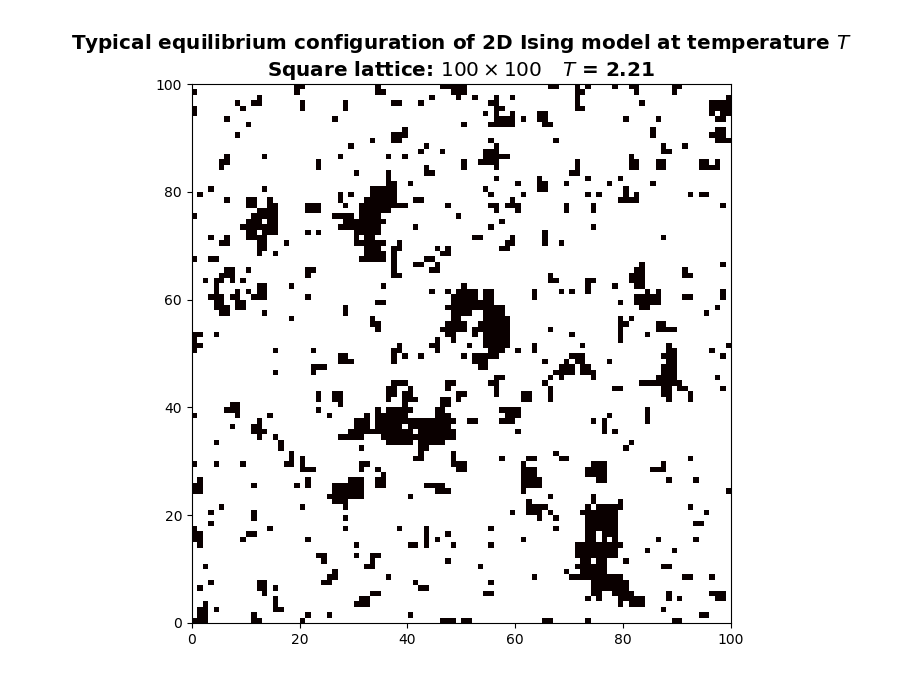 Typical equilibrium configuration of 2D Ising model at temperature T
Square lattice: 100 × 100 T = 2.21
100
80
60
40
20
0
0 20 40 60 80 100